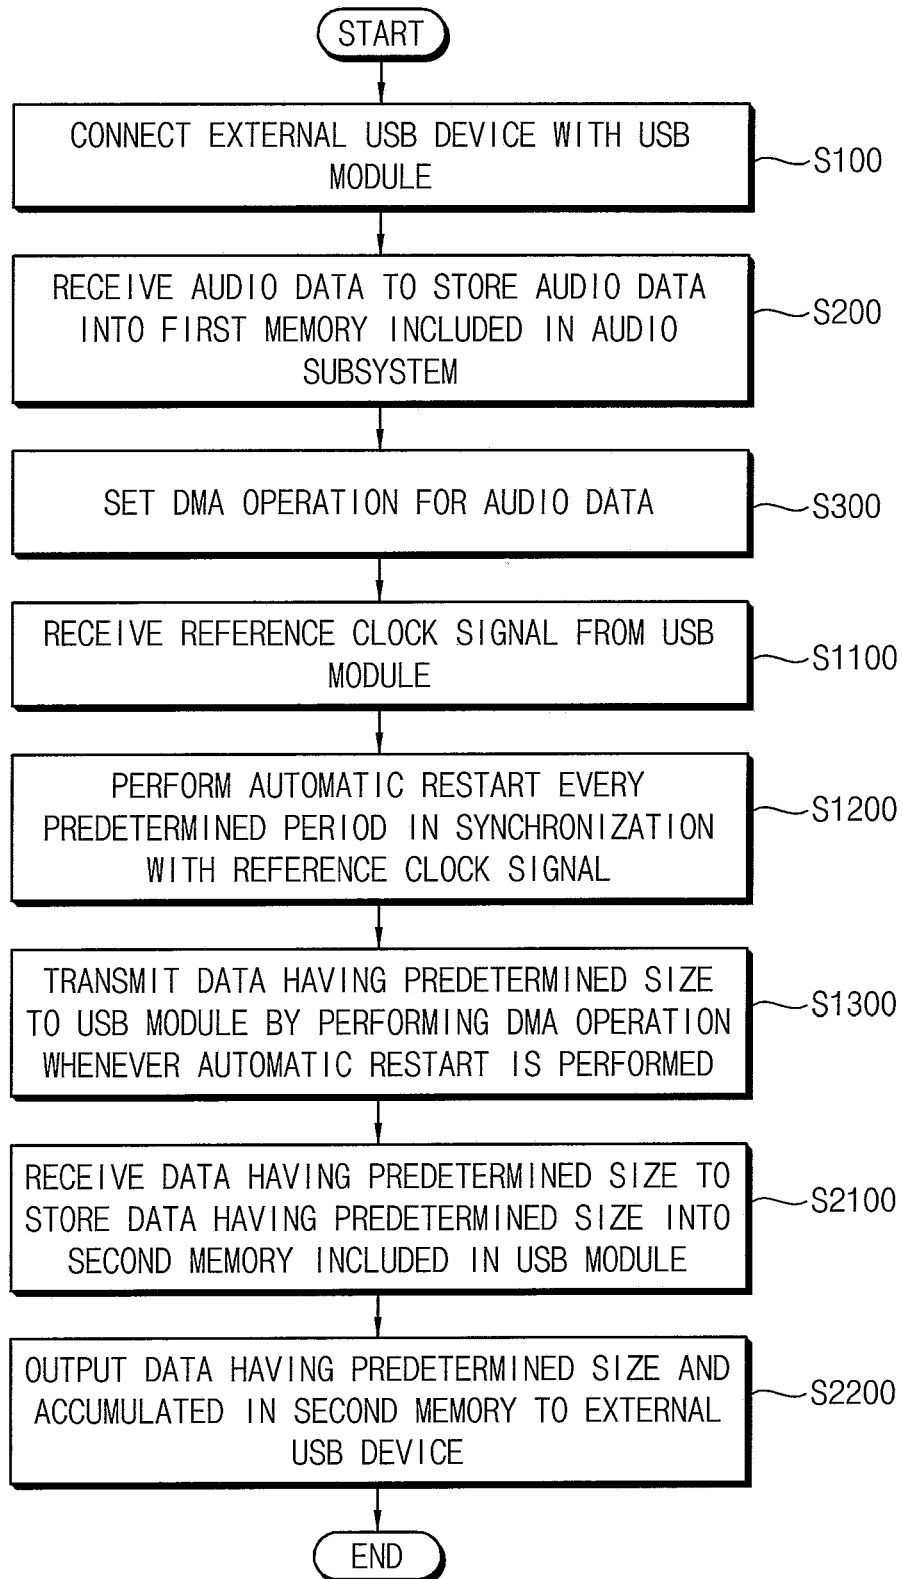 START
CONNECT EXTERNAL USB DEVICE WITH USB
MODULE
S100
RECEIVE AUDIO DATA TO STORE AUDIO DATA
INTO FIRST MEMORY INCLUDED IN AUDIO
SUBSYSTEM
S200
SET DMA OPERATION FOR AUDIO DATA
S300
RECEIVE REFERENCE CLOCK SIGNAL FROM USB
MODULE
S1100
PERFORM AUTOMATIC RESTART EVERY
PREDETERMINED PERIOD IN SYNCHRONIZATION
WITH REFERENCE CLOCK SIGNAL
S1200
TRANSMIT DATA HAVING PREDETERMINED SIZE
TO USB MODULE BY PERFORMING DMA OPERATION
WHENEVER AUTOMATIC RESTART IS PERFORMED
S1300
RECEIVE DATA HAVING PREDETERMINED SIZE TO
STORE DATA HAVING PREDETERMINED SIZE INTO
SECOND MEMORY INCLUDED IN USB MODULE
S2100
OUTPUT DATA HAVING PREDETERMINED SIZE AND
ACCUMULATED IN SECOND MEMORY TO EXTERNAL
USB DEVICE
S2200
END